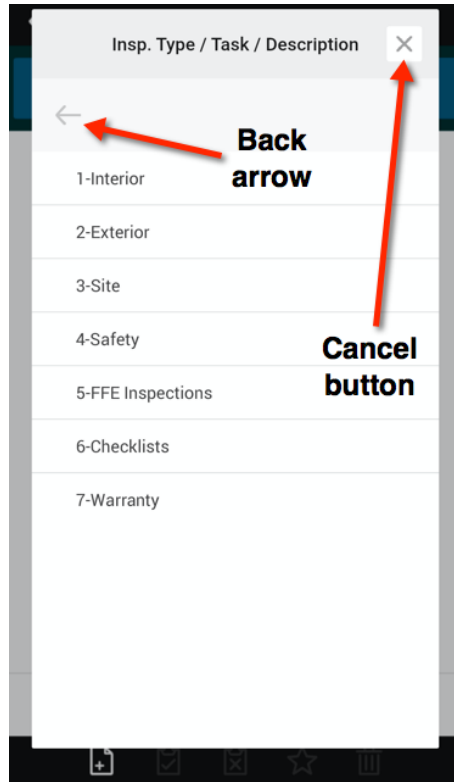 Insp. Type / Task / Description
Back
arrow
1-Interior
2-Exterior
3-Site
4-Safety
Cancel
button
5-FFE Inspections
6-Checklists
7-Warranty